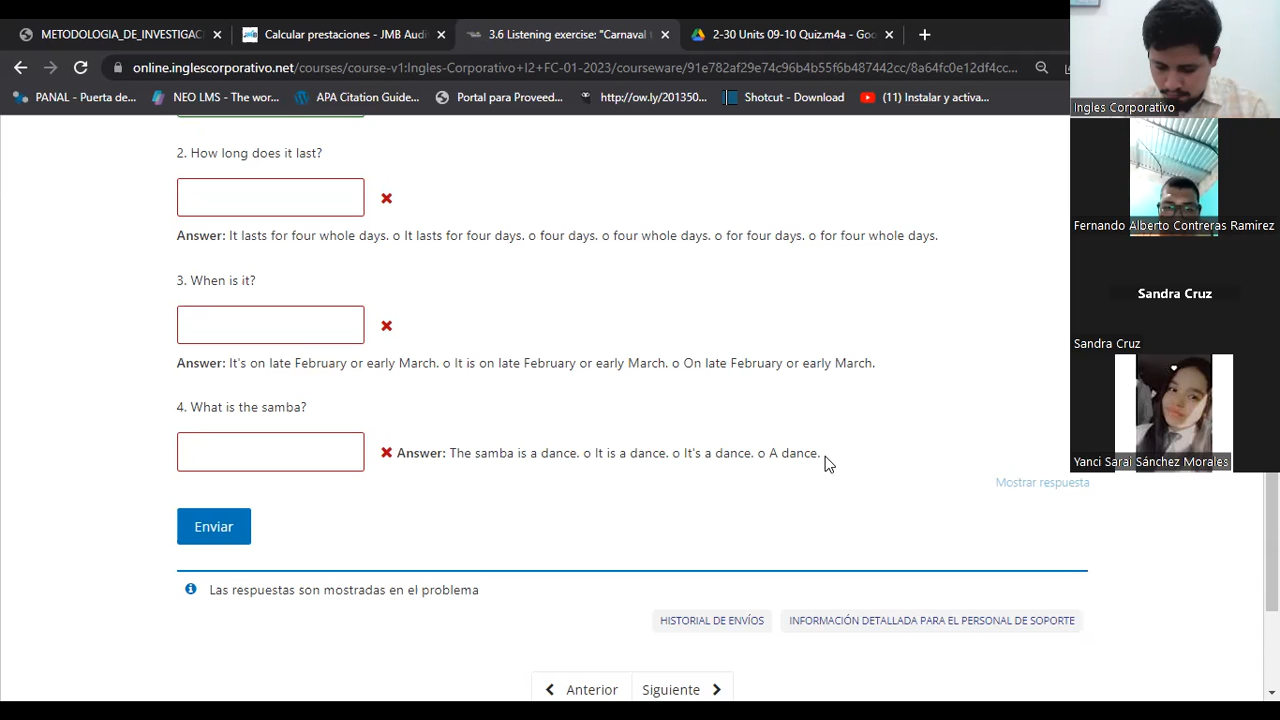 METODOLOGIA_DE_INVESTIGAC
Calcular prestaciones - JMB Audi
3.6 Listening exercise: "Carnaval
2-30 Units 09-10 Quiz.m4a - Goo
online.inglescorporativo.net/courses/course-v1:Ingles-Corporativo+I2+FC-01-2023/courseware/91e782af29e74c96b4b55f6b487442cc/8a64fc0e12df4cc...
PANAL - Puerta de...
NEO LMS - The wor...
APA Citation Guide...
Portal para Proveed...
http://ow.ly/201350...
Shotcut - Download
(11) Instalar y activa...
2. How long does it last?
Answer: It lasts for four whole days. o It lasts for four days. o four days. o four whole days. o for four days. o for four whole days.
3. When is it?
Answer: It's on late February or early March. o It is on late February or early March. o On late February or early March.
4. What is the samba?
Answer: The samba is a dance. o It is a dance. o It's a dance. o A dance.
Mostrar respuesta
Enviar
Las respuestas son mostradas en el problema
HISTORIAL DE ENVÍOS
INFORMACIÓN DETALLADA PARA EL PERSONAL DE SOPORTE
Anterior
Siguiente
Ingles Corporativo
Fernando Alberto Contreras Ramirez
Sandra Cruz
Sandra Cruz
Yanci Sarai Sánchez Morales